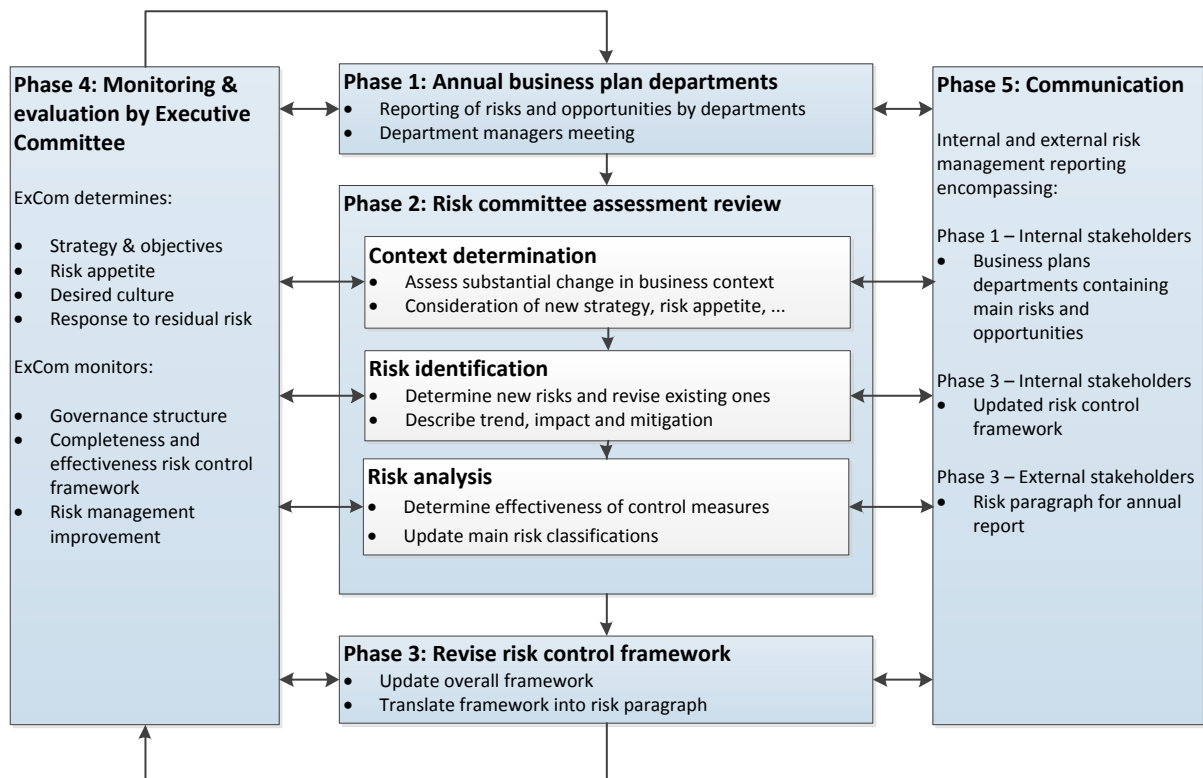 Phase 4: Monitoring &
evaluation by Executive
Committee
ExCom determines:
• Strategy & objectives
• Risk appetite
• Desired culture
• Response to residual risk
ExCom monitors:
• Governance structure
• Completeness and
effectiveness risk control
framework
• Risk management
improvement
Phase 1: Annual business plan departments
• Reporting of risks and opportunities by departments
• Department managers meeting
Phase 2: Risk committee assessment review
Context determination
• Assess substantial change in business context
• Consideration of new strategy, risk appetite, ...
Risk identification
• Determine new risks and revise existing ones
• Describe trend, impact and mitigation
Risk analysis
• Determine effectiveness of control measures
• Update main risk classifications
Phase 3: Revise risk control framework
• Update overall framework
• Translate framework into risk paragraph
Phase 5: Communication
Internal and external risk
management reporting
encompassing:
Phase 1 – Internal stakeholders
• Business plans
departments containing
main risks and
opportunities
Phase 3 – Internal stakeholders
• Updated risk control
framework
Phase 3 – External stakeholders
• Risk paragraph for annual
report